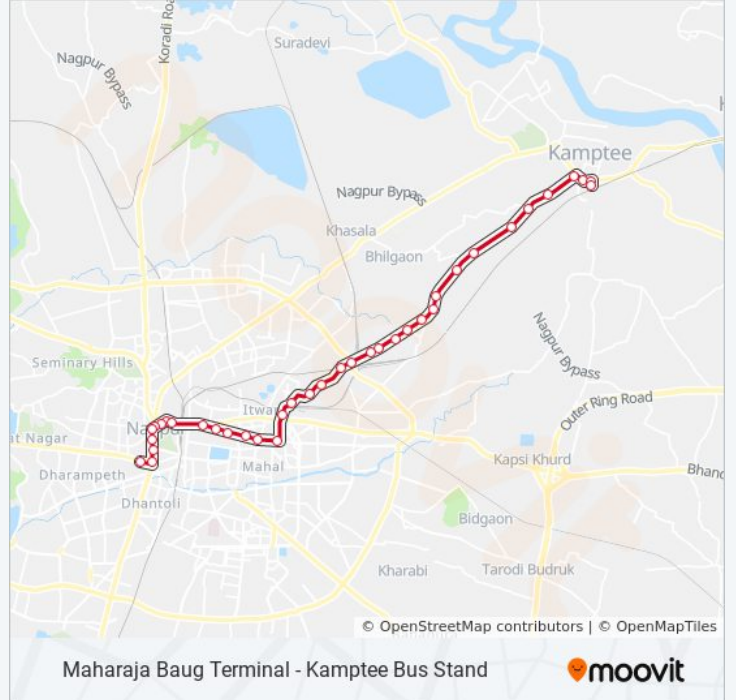 Koradi Roa
Suradevi
Nagpur Bypass
Kamptee
Nagpur Bypass
Khasala
Bhilgaon
Nagpur Bypass
Seminary Hills
Outer Ring Road
Itwa
Nagpur
at Nagar
Mahal
Kapsi Khurd
Dharampeth
Bhand
Dhantoli
Bidgaon
Kharabi
Tarodi Budruk
© OpenStreetMap contributors | © OpenMapTiles
Maharaja Baug Terminal - Kamptee Bus Stand
moovit